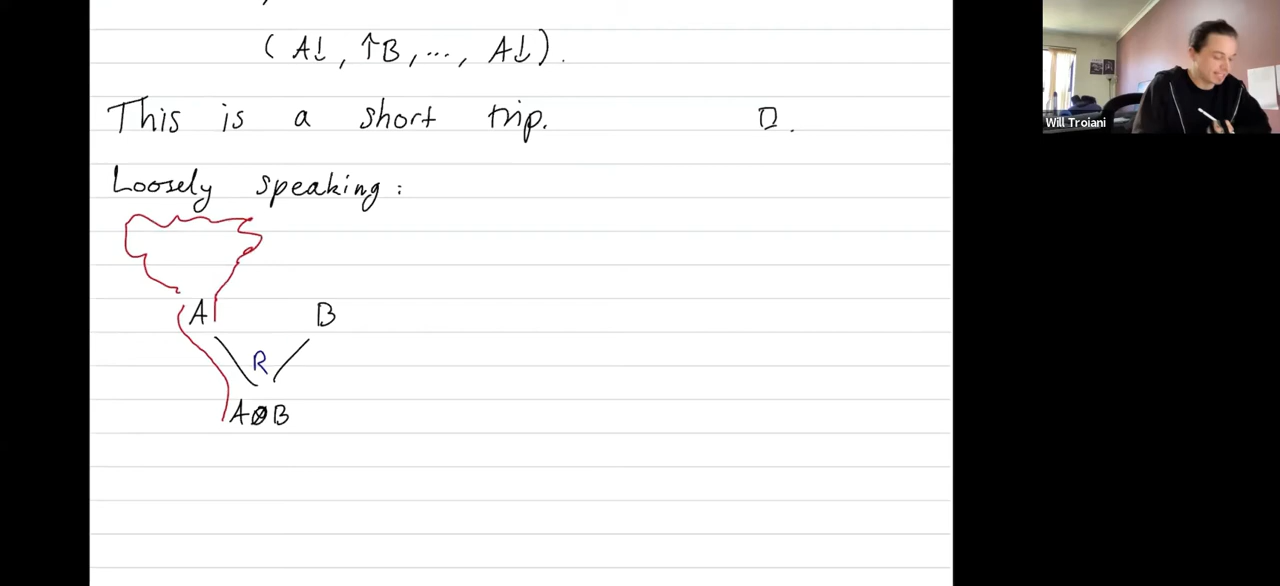 ( A↓ , ↑B , ... , A↓ ) .
This is a short trip. □.
Will Troiani
Loosely speaking :
A B
R
A⊗B